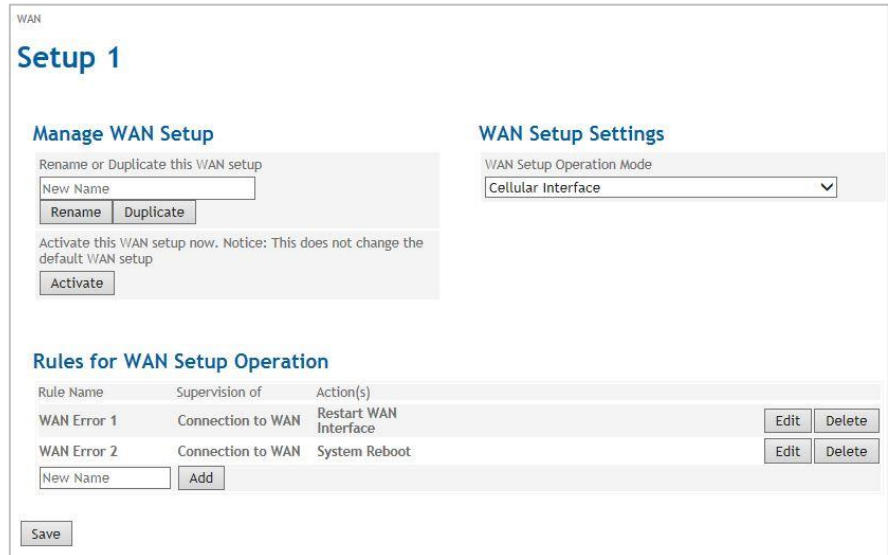 WAN
Setup 1
Manage WAN Setup
Rename or Duplicate this WAN setup
New Name
Rename Duplicate
Activate this WAN setup now. Notice: This does not change the
default WAN setup
Activate
WAN Setup Settings
WAN Setup Operation Mode
Cellular Interface
Rules for WAN Setup Operation
Rule Name Supervision of Action(s)
WAN Error 1 Connection to WAN Restart WAN
Interface
Edit Delete
WAN Error 2 Connection to WAN System Reboot Edit Delete
New Name Add
Save